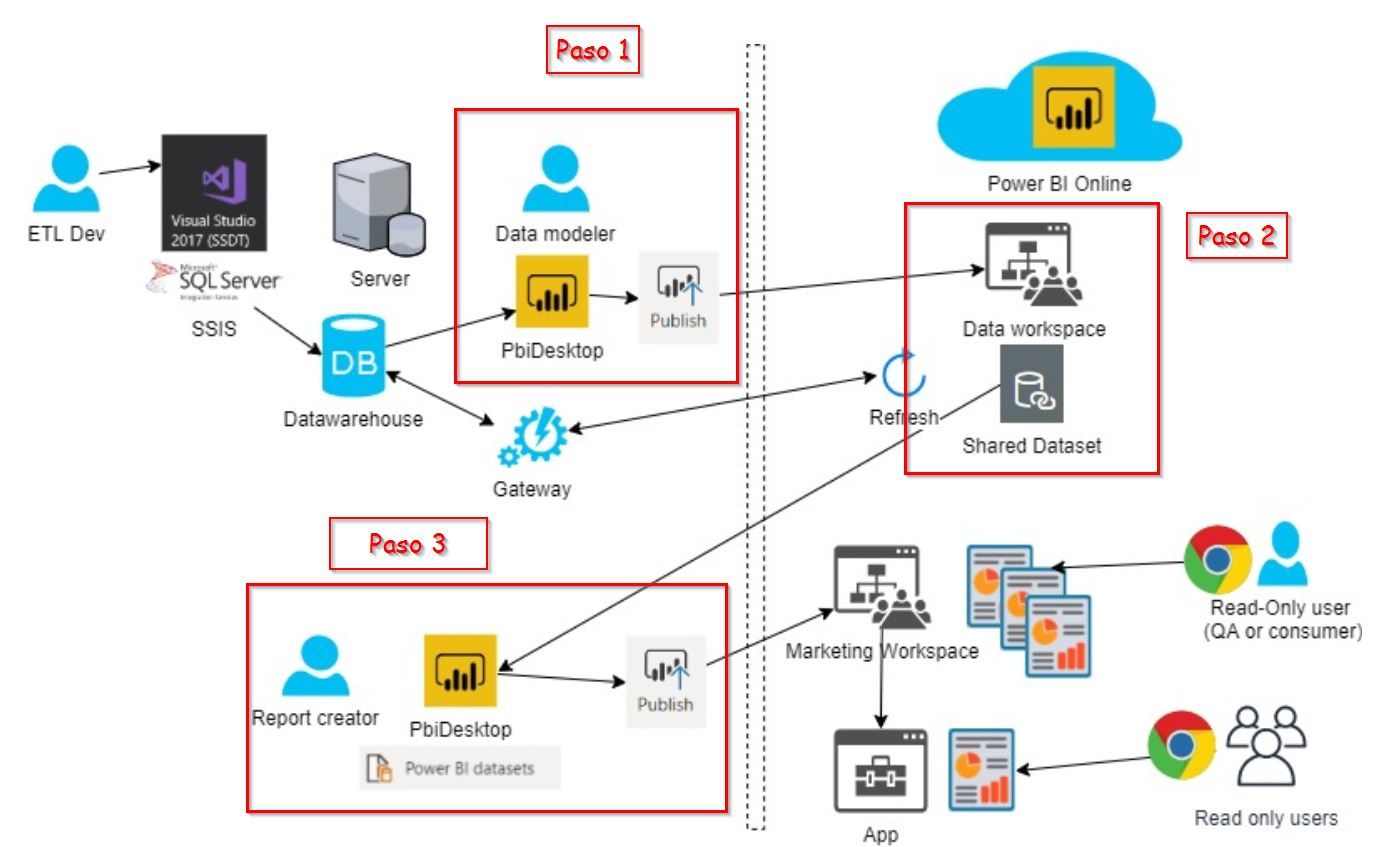 Paso 1
Power BI Online
Paso 2
ETL Dev
Visual Studio
2017 (SSDT)
Microsoft
SQL Server
Integration Services
SSIS
Server
Data modeler
PbiDesktop
Publish
Data workspace
DB
Datawarehouse
Refresh
Shared Dataset
Gateway
Paso 3
Report creator
PbiDesktop
Publish
Power BI datasets
Marketing Workspace
Read-Only user
(QA or consumer)
App
Read only users